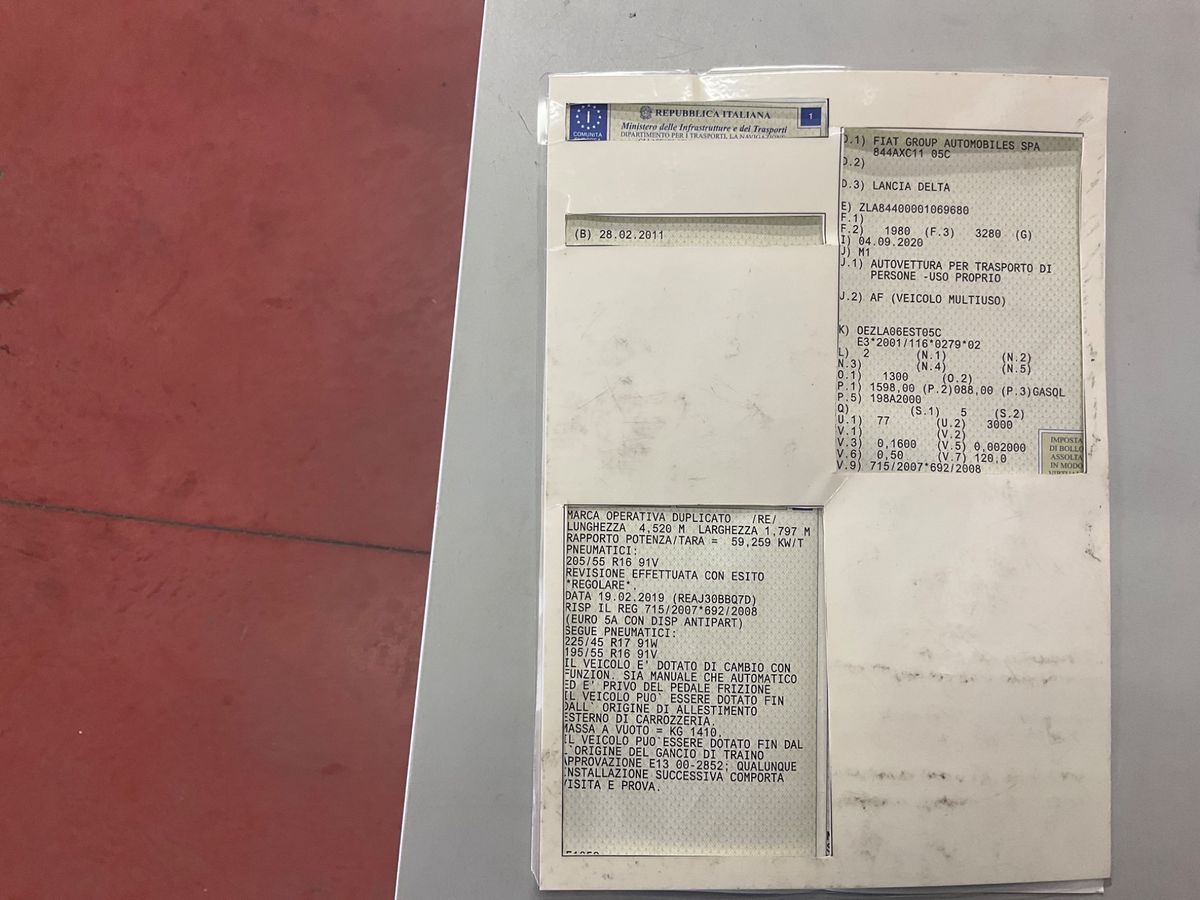 I
COMUNITÀ
REPUBBLICA ITALIANA
Ministero delle Infrastrutture e dei Trasporti
DIPARTIMENTO PER I TRASPORTI, LA NAVIGAZIONE
1
(B) 28.02.2011
D.1) FIAT GROUP AUTOMOBILES SPA
844AXC11 05C
D.2)
D.3) LANCIA DELTA
E) ZLA84400001069680
F.1)
F.2) 1980 (F.3) 3280 (G)
I) 04.09.2020
J) M1
J.1) AUTOVETTURA PER TRASPORTO DI
PERSONE -USO PROPRIO
J.2) AF (VEICOLO MULTIUSO)
K) OEZLA06EST05C
E3*2001/116*0279*02
L) 2 (N.1) (N.2)
N.3) (N.4) (N.5)
O.1) 1300 (O.2)
P.1) 1598,00 (P.2)088,00 (P.3)GASOL
P.5) 198A2000
Q) (S.1) 5 (S.2)
U.1) 77 (U.2) 3000
V.1) (V.2)
V.3) 0,1600 (V.5) 0,002000
V.6) 0,50 (V.7) 120,0
V.9) 715/2007*692/2008
IMPOSTA
DI BOLLO
ASSOLTA
IN MODO
MARCA OPERATIVA DUPLICATO /RE/
LUNGHEZZA 4,520 M LARGHEZZA 1,797 M
RAPPORTO POTENZA/TARA = 59,259 KW/T
PNEUMATICI:
205/55 R16 91V
REVISIONE EFFETTUATA CON ESITO
*REGOLARE*.
DATA 19.02.2019 (REAJ30BBQ7D)
RISP IL REG 715/2007*692/2008
(EURO 5A CON DISP ANTIPART)
SEGUE PNEUMATICI:
225/45 R17 91W
195/55 R16 91V
IL VEICOLO E' DOTATO DI CAMBIO CON
FUNZION. SIA MANUALE CHE AUTOMATICO
ED E' PRIVO DEL PEDALE FRIZIONE
IL VEICOLO PUO` ESSERE DOTATO FIN
DALL` ORIGINE DI ALLESTIMENTO
ESTERNO DI CARROZZERIA.
MASSA A VUOTO = KG 1410.
IL VEICOLO PUO`ESSERE DOTATO FIN DAL
L`ORIGINE DEL GANCIO DI TRAINO
APPROVAZIONE E13 00-2852; QUALUNQUE
INSTALLAZIONE SUCCESSIVA COMPORTA
VISITA E PROVA.